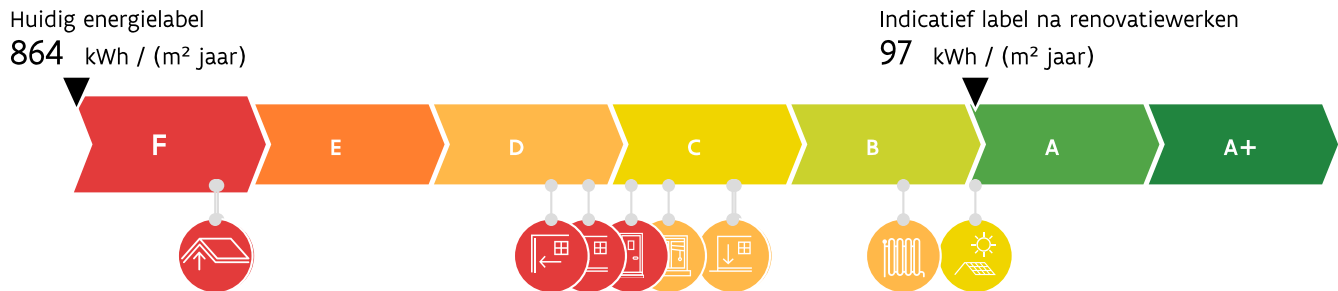 Huidig energielabel
864 kWh / (m² jaar)
Indicatief label na renovatiewerken
97 kWh / (m² jaar)
F E D C B A A+